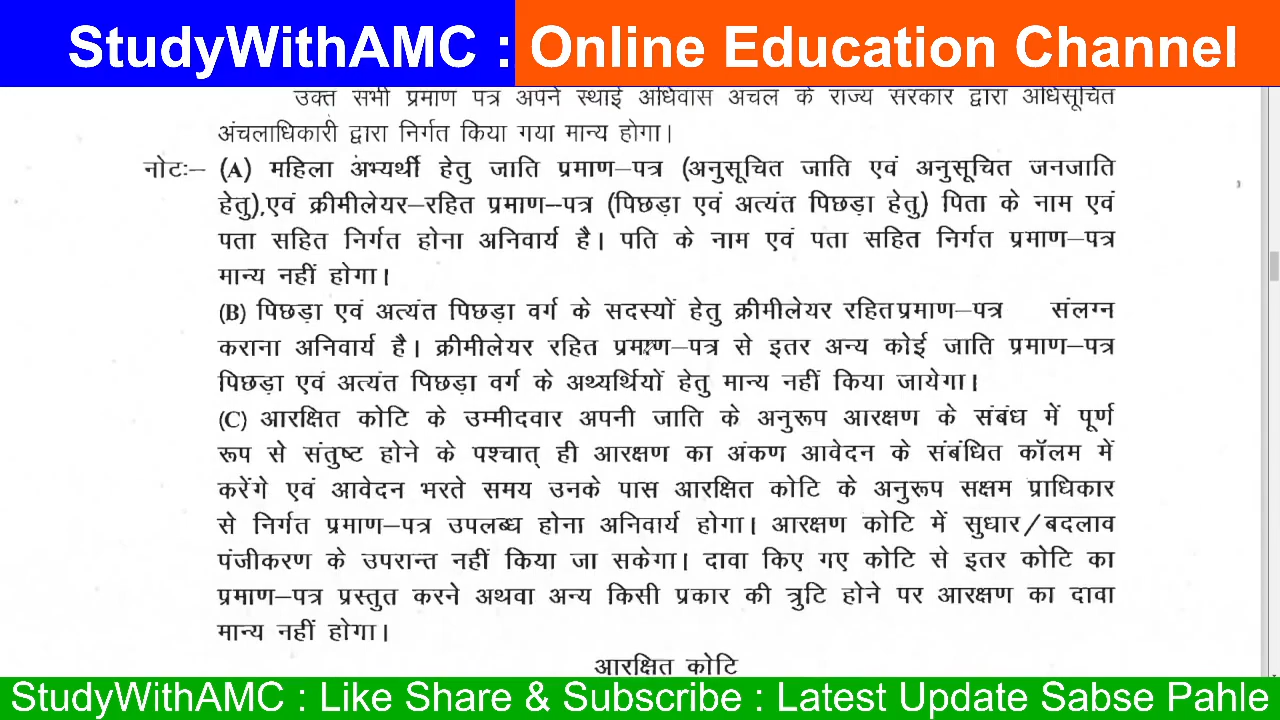 StudyWithAMC : Online Education Channel
उक्त सभी प्रमाण पत्र अपने स्थाई अधिवास अंचल के राज्य सरकार द्वारा अधिसूचित
अंचलाधिकारी द्वारा निर्गत किया गया मान्य होगा।
नोटः– (A) महिला अभ्यर्थी हेतु जाति प्रमाण–पत्र (अनुसूचित जाति एवं अनुसूचित जनजाति
हेतु),एवं क्रीमीलेयर–रहित प्रमाण–पत्र (पिछड़ा एवं अत्यंत पिछड़ा हेतु) पिता के नाम एवं
पता सहित निर्गत होना अनिवार्य है। पति के नाम एवं पता सहित निर्गत प्रमाण–पत्र
मान्य नहीं होगा।
(B) पिछड़ा एवं अत्यंत पिछड़ा वर्ग के सदस्यों हेतु क्रीमीलेयर रहित प्रमाण–पत्र संलग्न
कराना अनिवार्य है। क्रीमीलेयर रहित प्रमाण–पत्र से इतर अन्य कोई जाति प्रमाण–पत्र
पिछड़ा एवं अत्यंत पिछड़ा वर्ग के अथ्यर्थियों हेतु मान्य नहीं किया जायेगा।
(C) आरक्षित कोटि के उम्मीदवार अपनी जाति के अनुरूप आरक्षण के संबंध में पूर्ण
रूप से संतुष्ट होने के पश्चात् ही आरक्षण का अंकण आवेदन के संबंधित कॉलम में
करेंगे एवं आवेदन भरते समय उनके पास आरक्षित कोटि के अनुरूप सक्षम प्राधिकार
से निर्गत प्रमाण–पत्र उपलब्ध होना अनिवार्य होगा। आरक्षण कोटि में सुधार/बदलाव
पंजीकरण के उपरान्त नहीं किया जा सकेगा। दावा किए गए कोटि से इतर कोटि का
प्रमाण–पत्र प्रस्तुत करने अथवा अन्य किसी प्रकार की त्रुटि होने पर आरक्षण का दावा
मान्य नहीं होगा।
आरक्षित कोटि
StudyWithAMC : Like Share & Subscribe : Latest Update Sabse Pahle